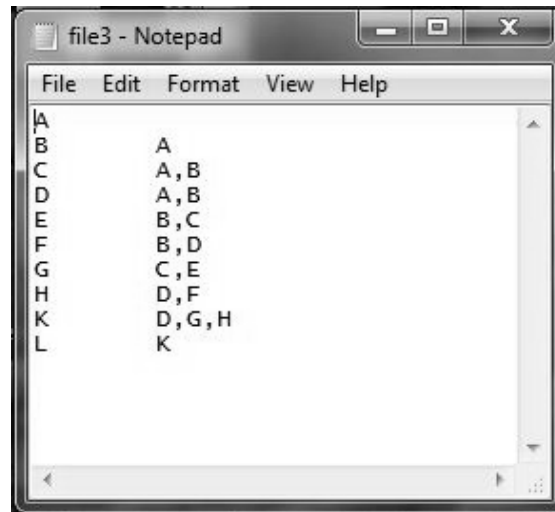 file3 - Notepad
File Edit Format View Help
A
B A
C A,B
D A,B
E B,C
F B,D
G C,E
H D,F
K D,G,H
L K